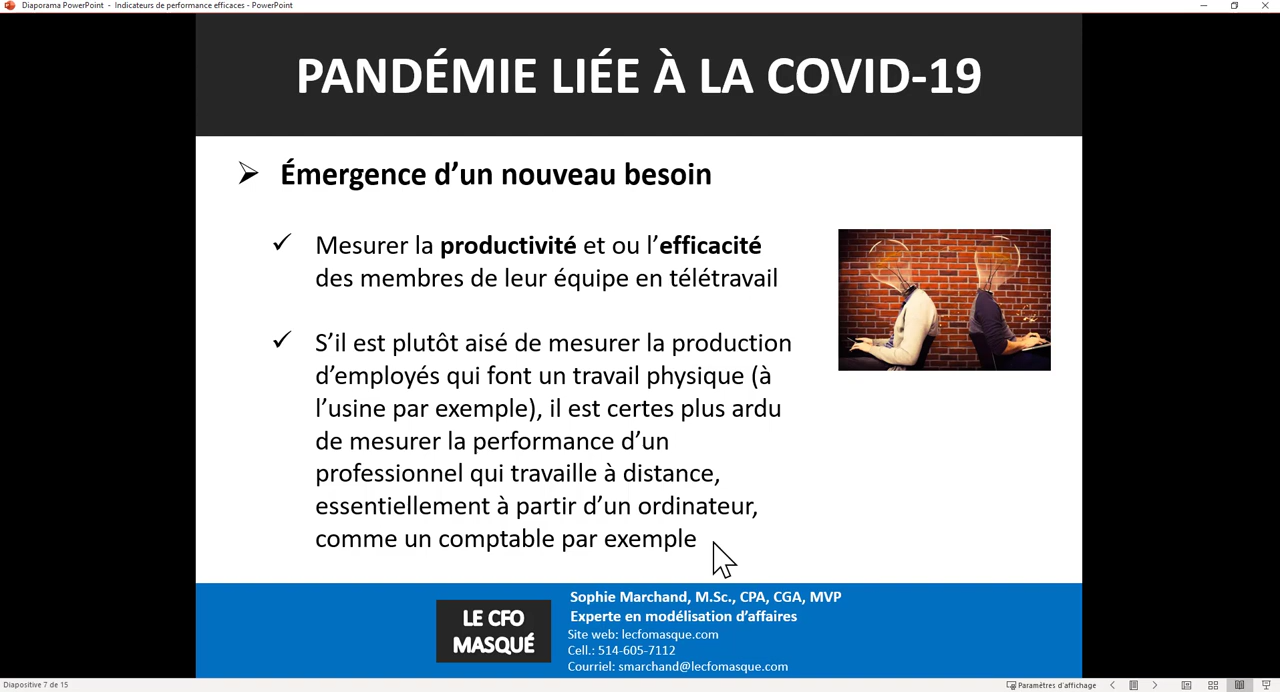 Diaporama PowerPoint - Indicateurs de performance efficaces - PowerPoint
PANDÉMIE LIÉE À LA COVID-19
Émergence d’un nouveau besoin
Mesurer la productivité et ou l’efficacité
des membres de leur équipe en télétravail
S’il est plutôt aisé de mesurer la production
d’employés qui font un travail physique (à
l’usine par exemple), il est certes plus ardu
de mesurer la performance d’un
professionnel qui travaille à distance,
essentiellement à partir d’un ordinateur,
comme un comptable par exemple
LE CFO
MASQUÉ
Sophie Marchand, M.Sc., CPA, CGA, MVP
Experte en modélisation d’affaires
Site web: lecfomasque.com
Cell.: 514-605-7112
Courriel: smarchand@lecfomasque.com
Diapositive 7 de 15
Paramètres d'affichage